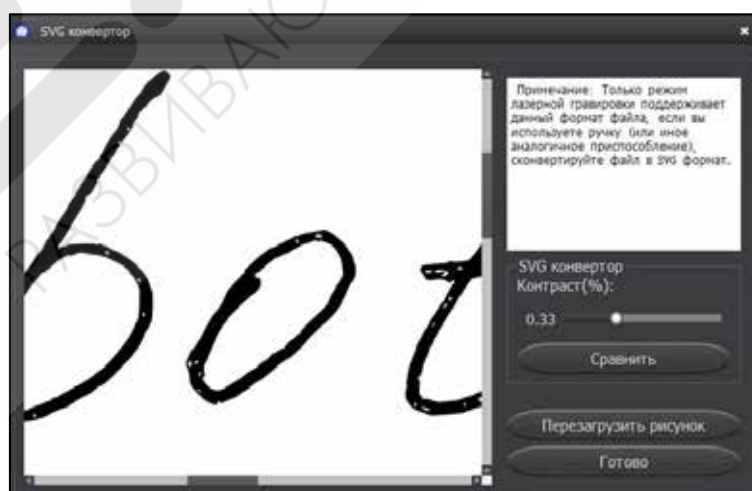 SVG конвертор
Примечание: Только режим
лазерной гравировки поддерживает
данный формат файла, если вы
используете ручку (или иное
аналогичное приспособление),
сконвертируйте файл в SVG формат.
bot
SVG конвертор
Контраст(%):
0.33
Сравнить
Перезагрузить рисунок
Готово
РАЗВИВАЮ